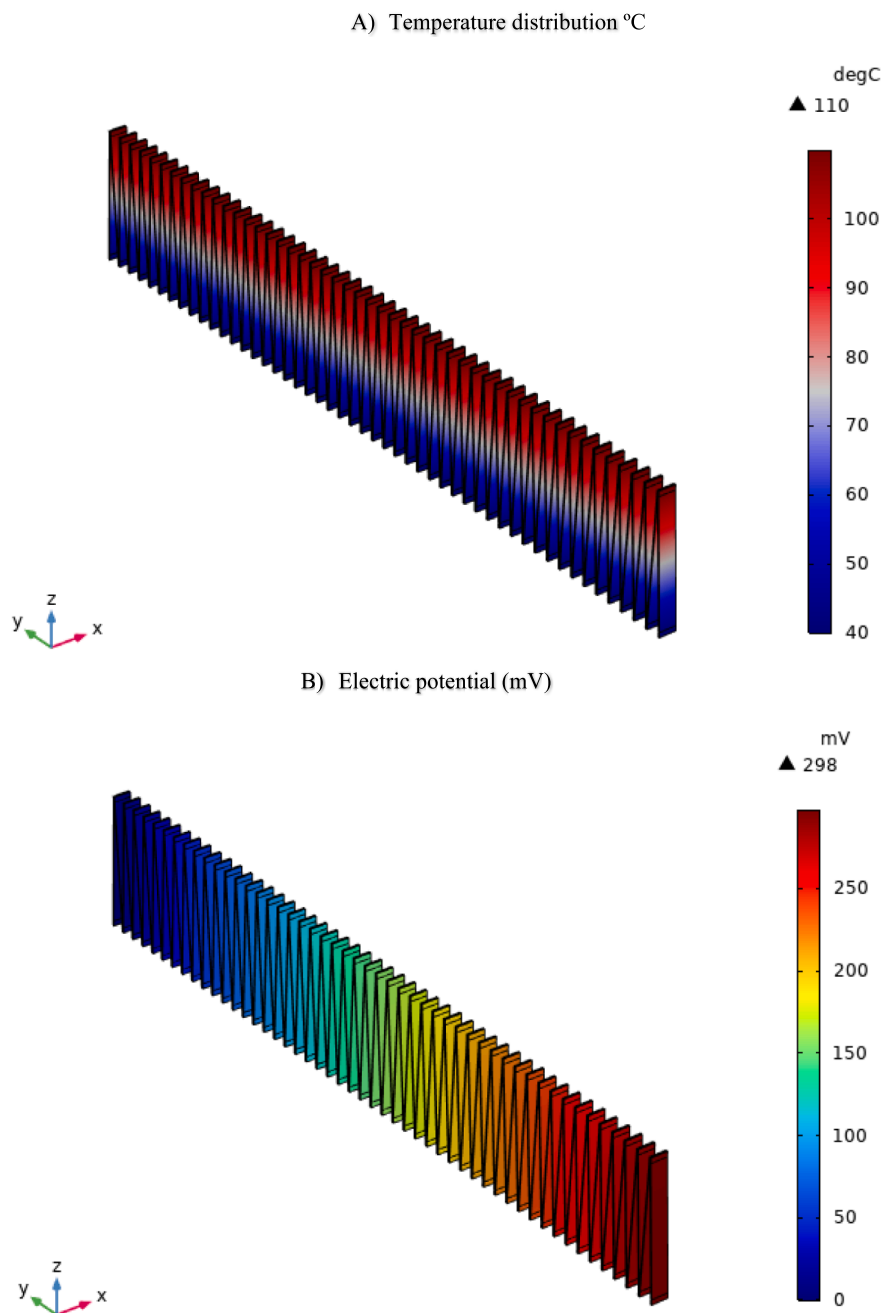 A) Temperature distribution ºC
degC
▲ 110
100
90
80
70
60
50
40
z
y
x
B) Electric potential (mV)
mV
▲ 298
250
200
150
100
50
0
z
y
x